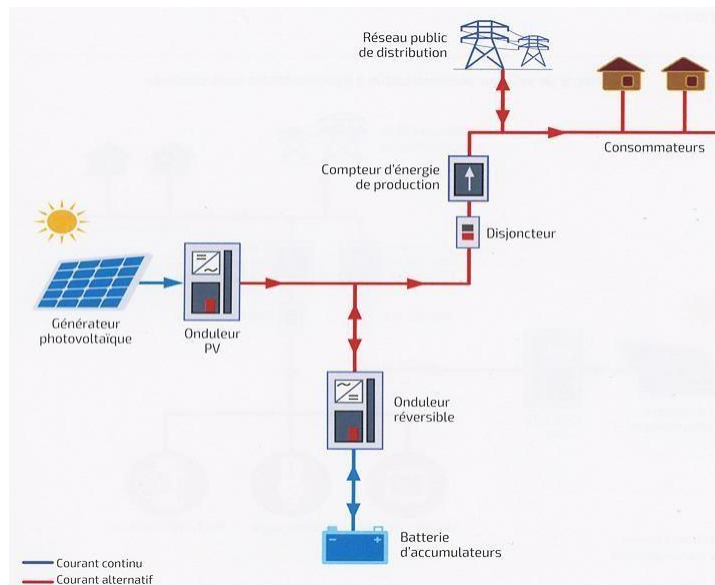 Réseau public
de distribution
Consommateurs
Compteur d'énergie
de production
Disjoncteur
Générateur
photovoltaïque
Onduleur
PV
Onduleur
réversible
Batterie
d'accumulateurs
Courant continu
Courant alternatif